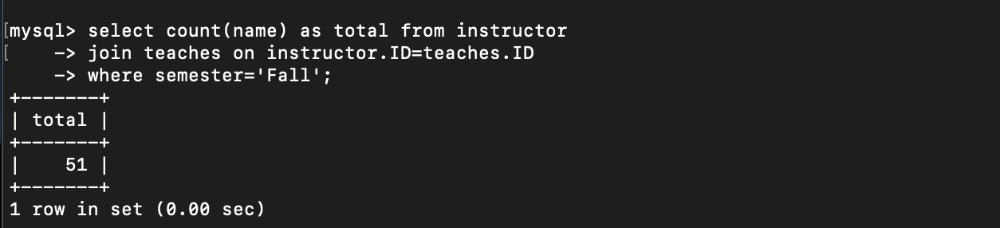 [mysql> select count(name) as total from instructor
[    -> join teaches on instructor.ID=teaches.ID
    -> where semester='Fall';
+-------+
| total |
+-------+
|    51 |
+-------+
1 row in set (0.00 sec)